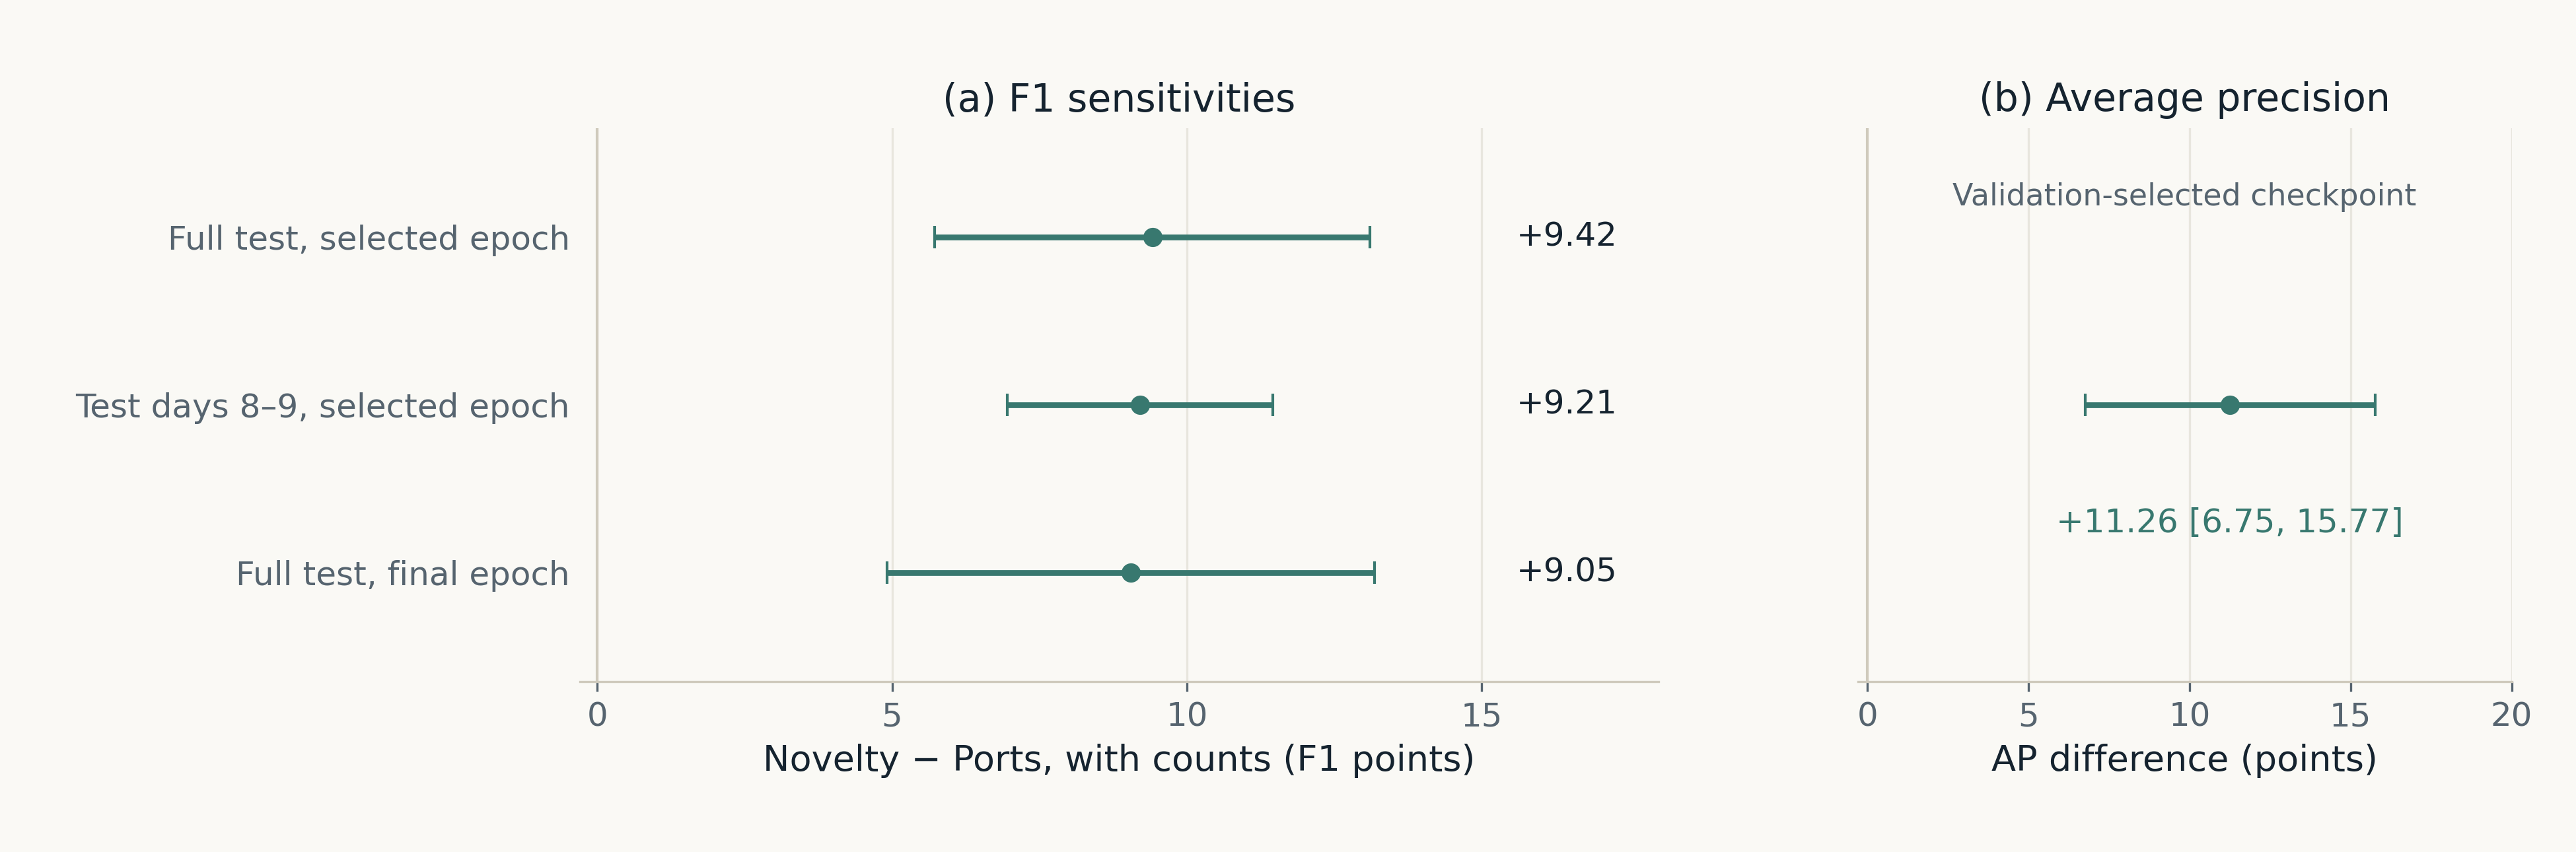 (a) F1 sensitivities
Full test, selected epoch
+9.42
Test days 8–9, selected epoch
+9.21
Full test, final epoch
+9.05
0 5 10 15
Novelty − Ports, with counts (F1 points)
(b) Average precision
Validation-selected checkpoint
+11.26 [6.75, 15.77]
0 5 10 15 20
AP difference (points)